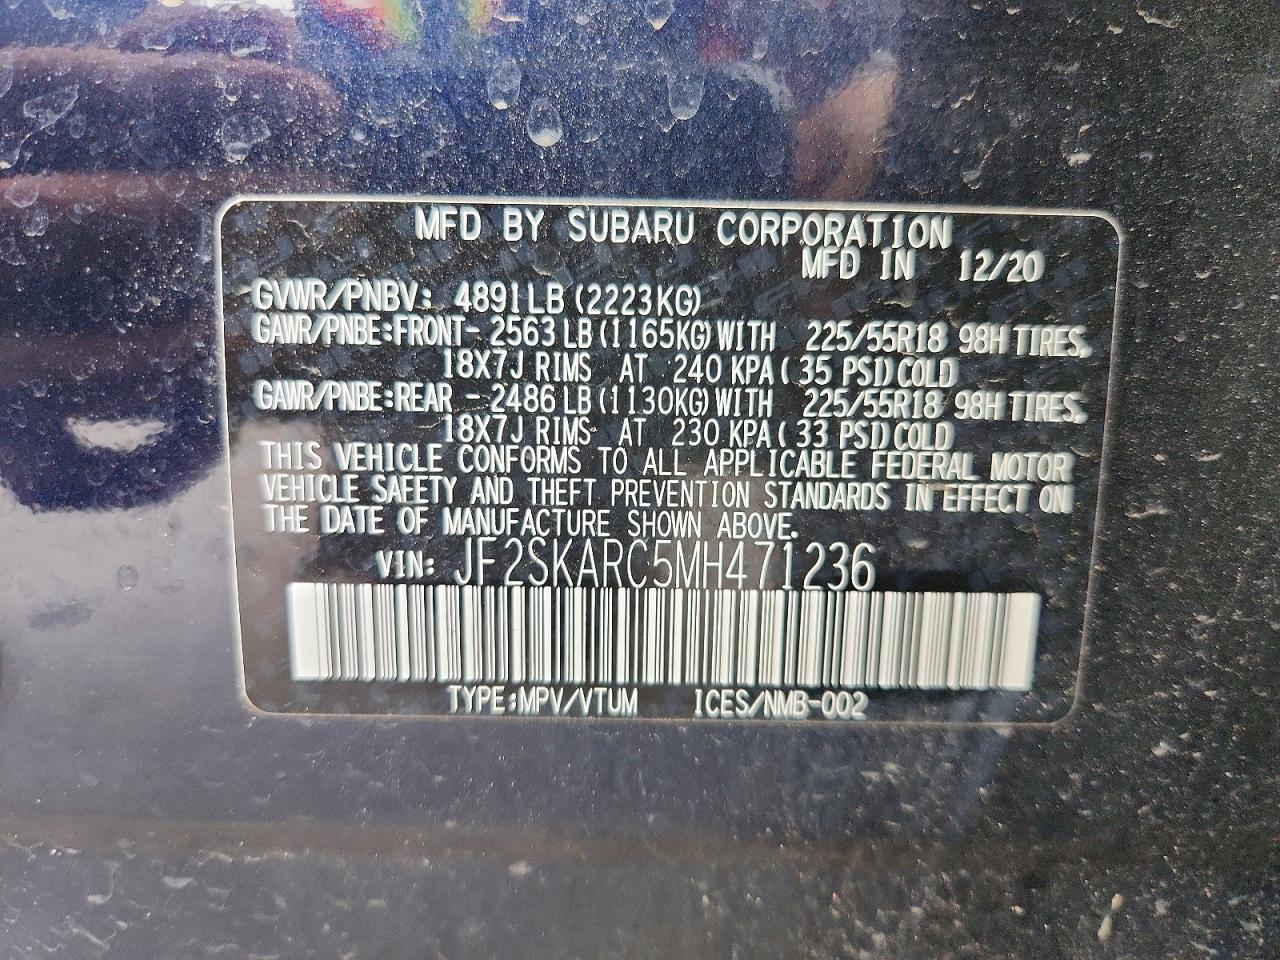 MFD BY SUBARU CORPORATION
MFD IN 12/20
GVWR/PNBV: 4891LB (2223KG)
GAWR/PNBE:FRONT- 2563 LB (1165KG) WITH 225/55R18 98H TIRES,
18X7J RIMS AT 240 KPA ( 35 PSI) COLD
GAWR/PNBE:REAR - 2486 LB (1130KG) WITH 225/55R18 98H TIRES,
18X7J RIMS AT 230 KPA ( 33 PSI) COLD
THIS VEHICLE CONFORMS TO ALL APPLICABLE FEDERAL MOTOR
VEHICLE SAFETY AND THEFT PREVENTION STANDARDS IN EFFECT ON
THE DATE OF MANUFACTURE SHOWN ABOVE.
VIN: JF2SKARC5MH471236
TYPE:MPV/VTUM ICES/NMB-002